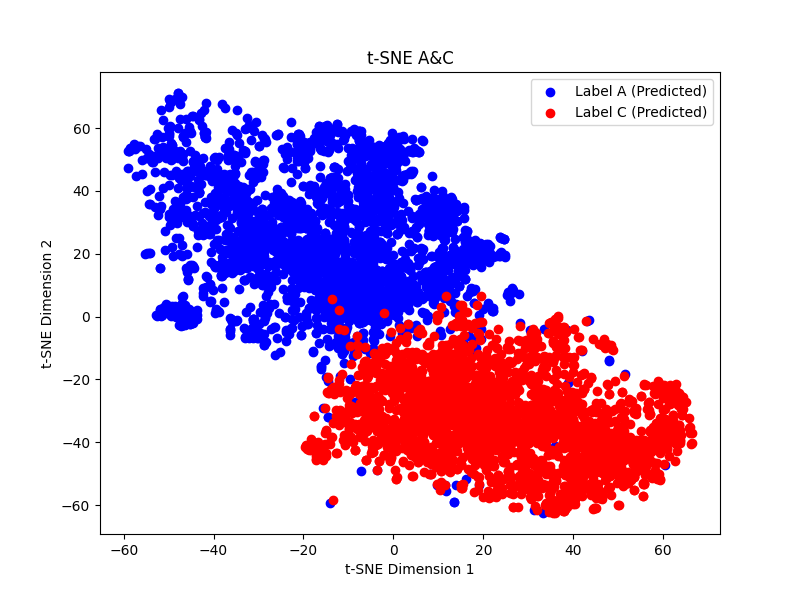 t-SNE A&C
Label A (Predicted)
Label C (Predicted)
t-SNE Dimension 2
60
40
20
0
−20
−40
−60
−60
−40
−20
0
20
40
60
t-SNE Dimension 1